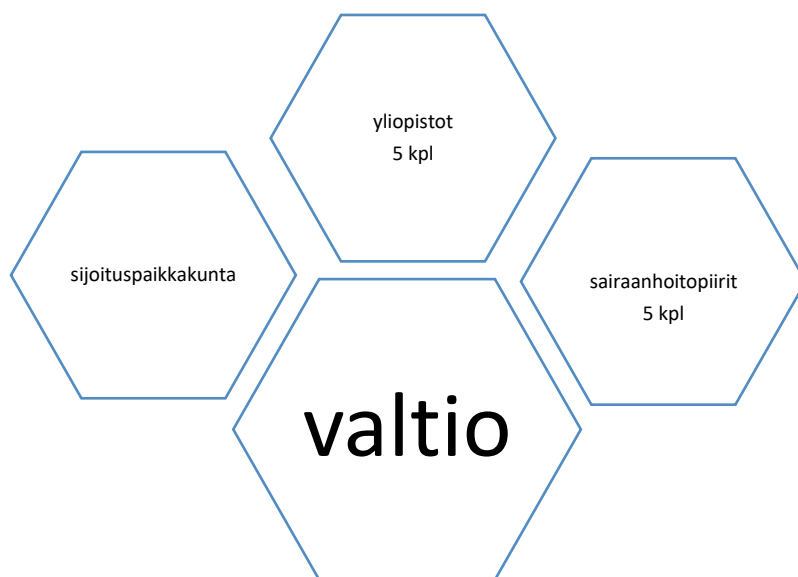 yliopistot
5 kpl
sijoituspaikkakunta
sairaanhoitopiirit
5 kpl
valtio